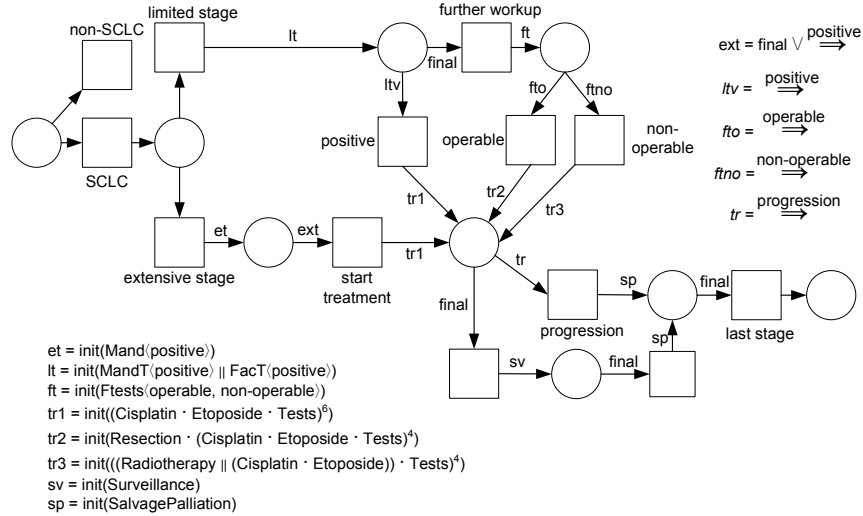 limited stage
further workup
non-SCLC
lt
final
ft
ext = final ∨ positive ⟹
ltv
fto
ftno
ltv = positive ⟹
positive
operable
non-operable
fto = operable ⟹
SCLC
tr1
tr2
tr3
ftno = non-operable ⟹
tr = progression ⟹
et
ext
tr1
extensive stage
start treatment
tr
final
sp
final
progression
last stage
sv
final
sp
et = init(Mand⟨positive⟩)
lt = init(MandT⟨positive⟩ || FacT⟨positive⟩)
ft = init(Ftests⟨operable, non-operable⟩)
tr1 = init((Cisplatin · Etoposide · Tests)⁶)
tr2 = init(Resection · (Cisplatin · Etoposide · Tests)⁴)
tr3 = init(((Radiotherapy || (Cisplatin · Etoposide)) · Tests)⁴)
sv = init(Surveillance)
sp = init(SalvagePalliation)